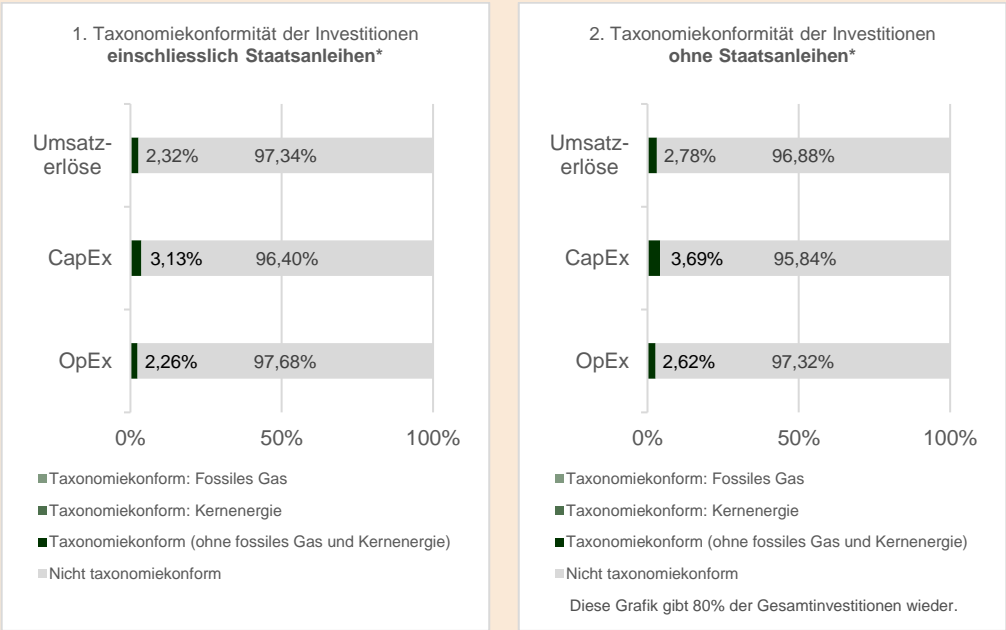 1. Taxonomiekonformität der Investitionen
einschliesslich Staatsanleihen*
Umsatz-
erlöse
2,32% 97,34%
CapEx 3,13% 96,40%
OpEx 2,26% 97,68%
0% 50% 100%
Taxonomiekonform: Fossiles Gas
Taxonomiekonform: Kernenergie
Taxonomiekonform (ohne fossiles Gas und Kernenergie)
Nicht taxonomiekonform
2. Taxonomiekonformität der Investitionen
ohne Staatsanleihen*
Umsatz-
erlöse
2,78% 96,88%
CapEx 3,69% 95,84%
OpEx 2,62% 97,32%
0% 50% 100%
Taxonomiekonform: Fossiles Gas
Taxonomiekonform: Kernenergie
Taxonomiekonform (ohne fossiles Gas und Kernenergie)
Nicht taxonomiekonform
Diese Grafik gibt 80% der Gesamtinvestitionen wieder.